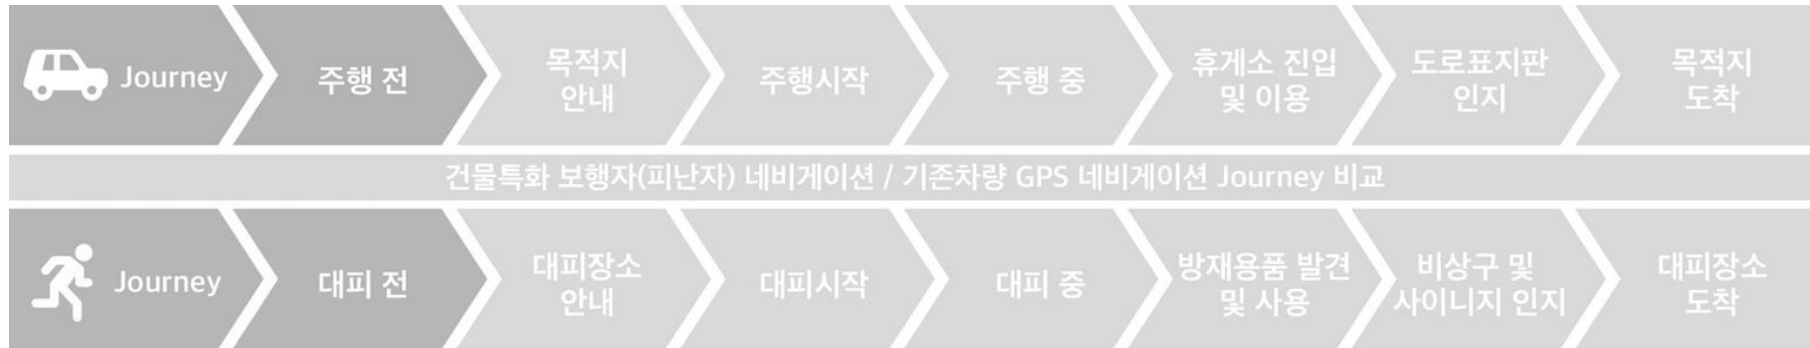 Journey
주행 전
목적지
안내
주행시작
주행 중
휴게소 진입
및 이용
도로표지판
인지
목적지
도착
건물특화 보행자(피난자) 네비게이션 / 기존차량 GPS 네비게이션 Journey 비교
Journey
대피 전
대피장소
안내
대피시작
대피 중
방재용품 발견
및 사용
비상구 및
사이니지 인지
대피장소
도착